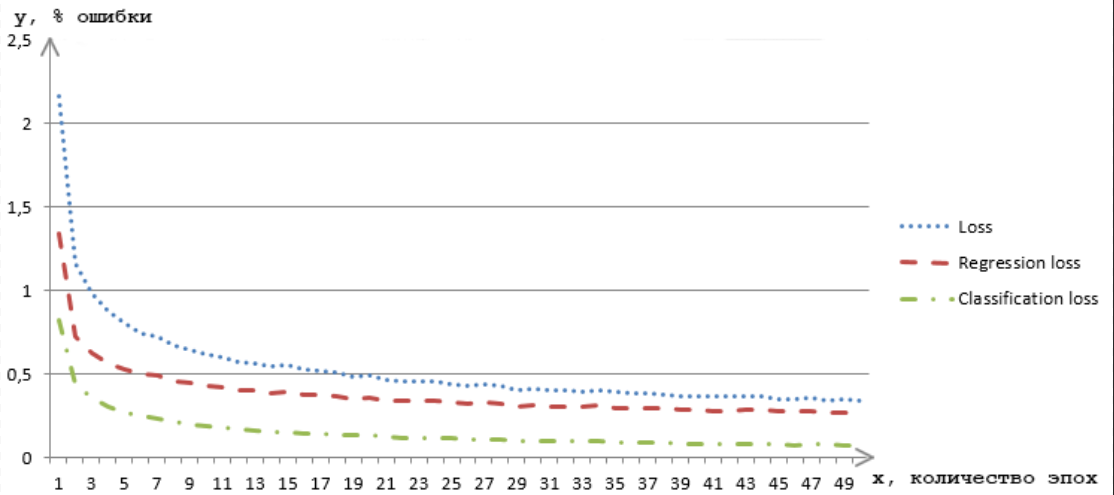 y, % ошибки
2,5
2
1,5
1
0,5
0
1 3 5 7 9 11 13 15 17 19 21 23 25 27 29 31 33 35 37 39 41 43 45 47 49
x, количество эпох
Loss
Regression loss
Classification loss